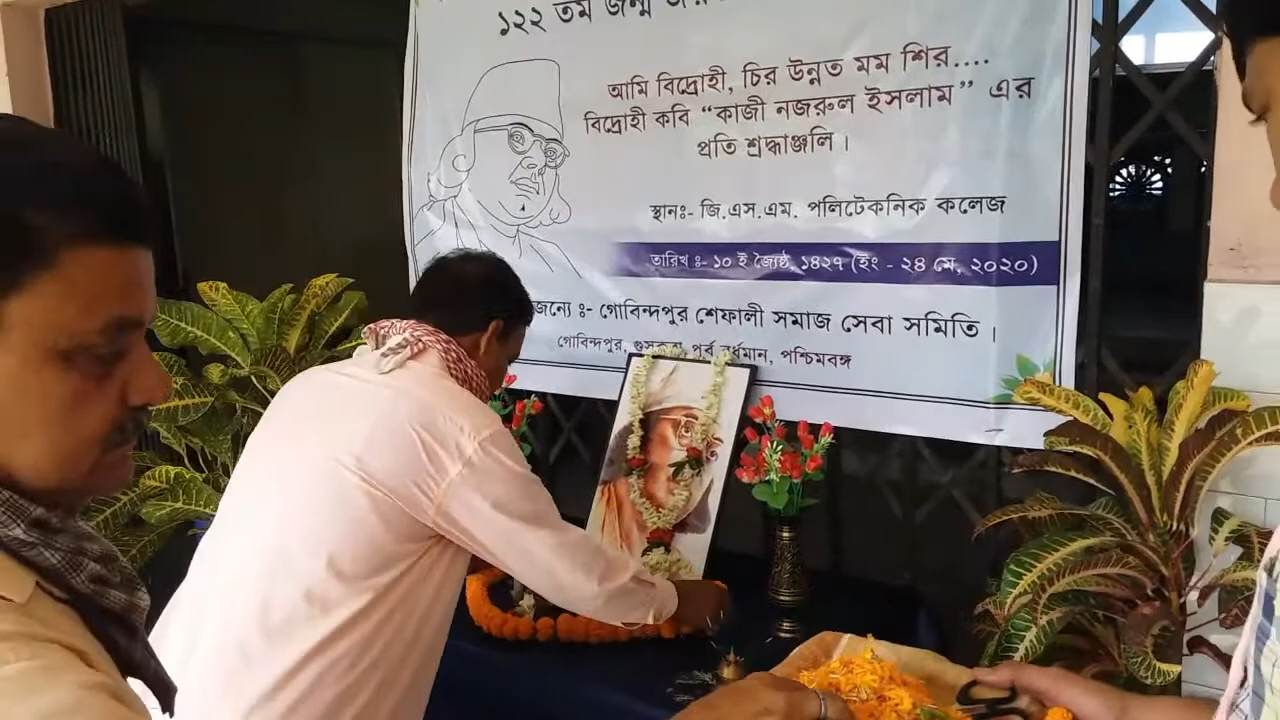 ১২২ তম জন্ম
আমি বিদ্রোহী, চির উন্নত মম শির....
বিদ্রোহী কবি “কাজী নজরুল ইসলাম” এর
প্রতি শ্রদ্ধাঞ্জলি।
স্থানঃ- জি.এস.এম. পলিটেকনিক কলেজ
তারিখ ঃ- ১০ ই জ্যৈষ্ঠ, ১৪২৭ (ইং - ২৪ মে, ২০২০)
জন্যে ঃ- গোবিন্দপুর শেফালী সমাজ সেবা সমিতি।
গোবিন্দপুর, গুসকরা, পূর্ব বর্ধমান, পশ্চিমবঙ্গ